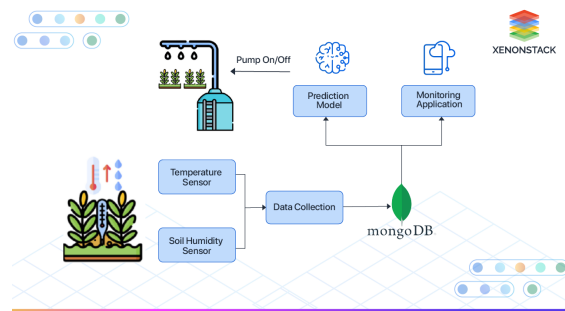 XENONSTACK
Pump On/Off
Prediction
Model
Monitoring
Application
Temperature
Sensor
Data Collection
Soil Humidity
Sensor
mongoDB